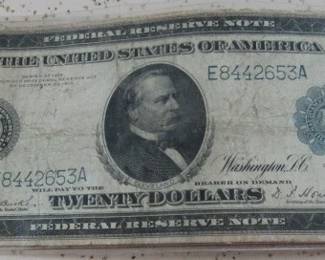 FEDERAL RESERVE NOTE
THE UNITED STATES OF AMERICA
E8442653A
E8442653A
Washington, D.C.
CLEVELAND
WILL PAY TO THE BEARER ON DEMAND
TWENTY DOLLARS
FEDERAL RESERVE NOTE